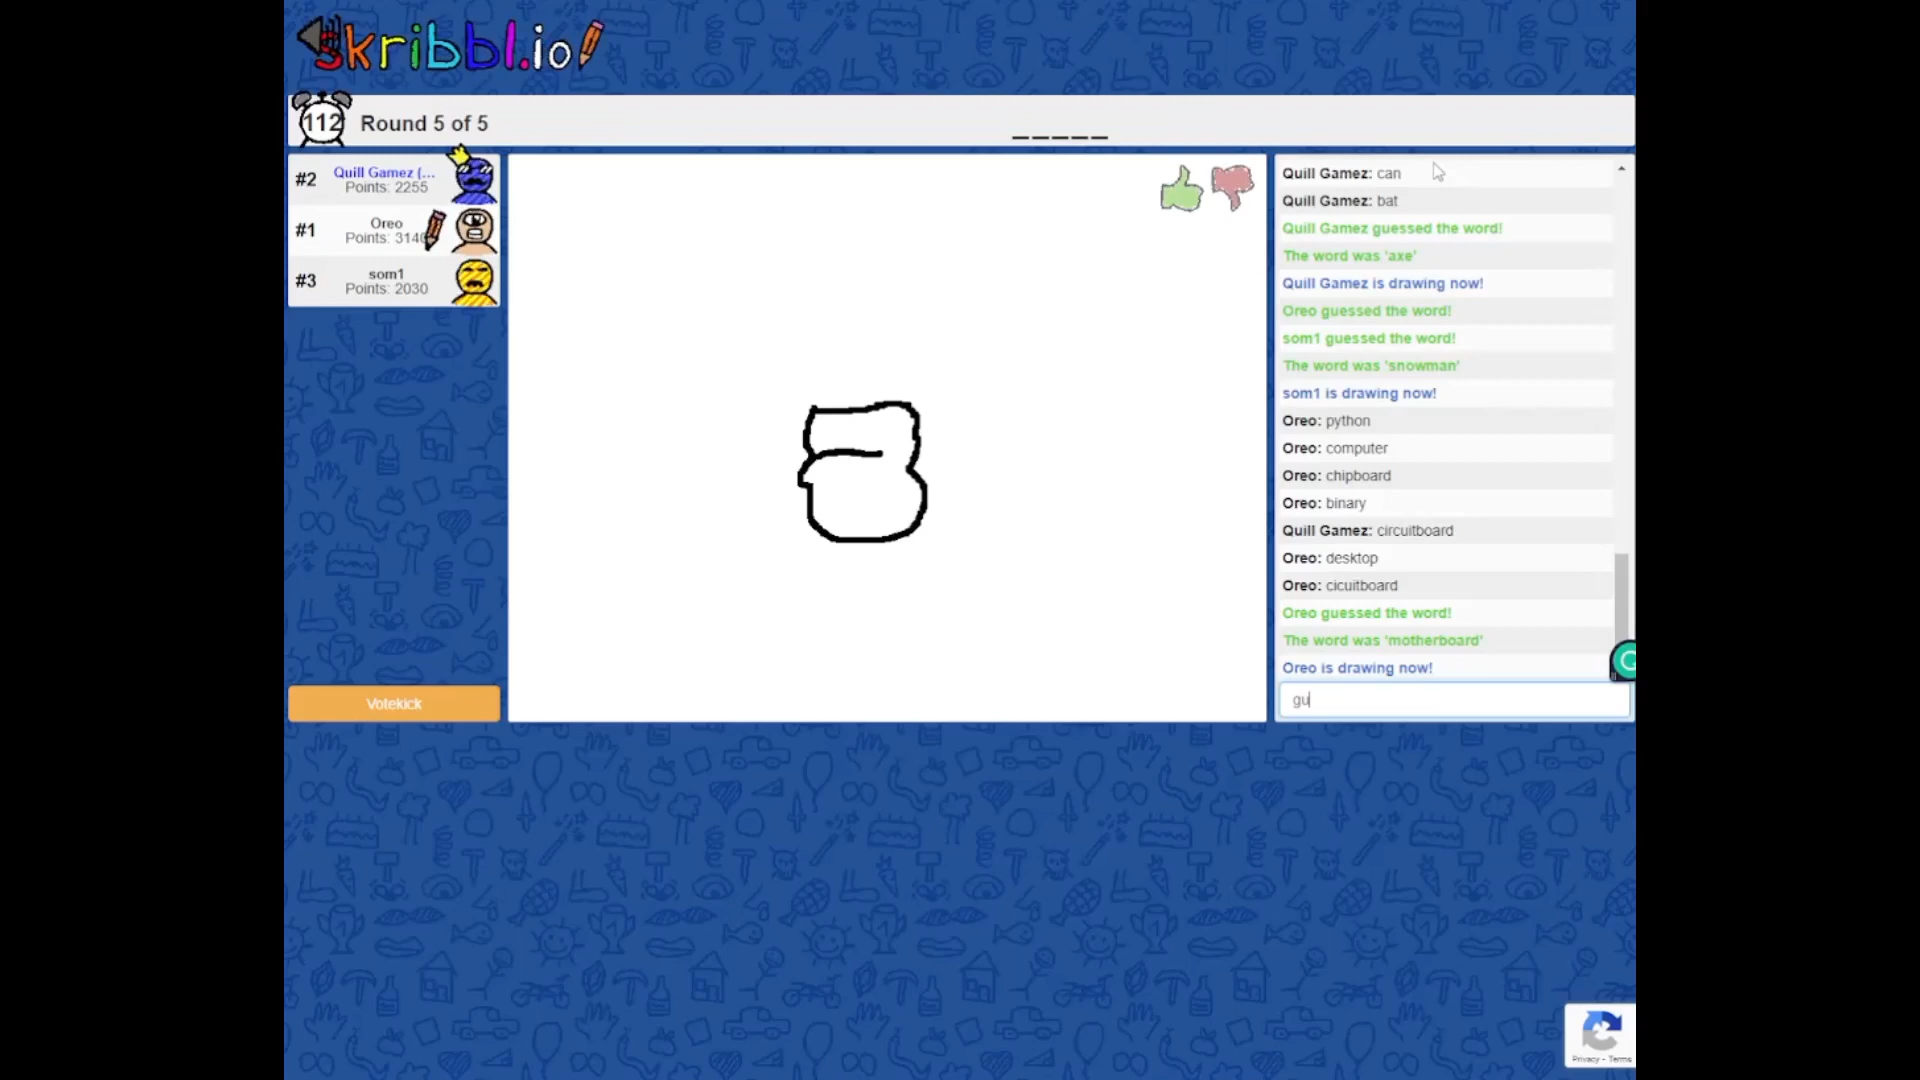 skribbl.io
112 Round 5 of 5
_ _ _ _ _
#2 Quill Gamez (...
Points: 2255
#1 Oreo
Points: 3140
#3 som1
Points: 2030
Votekick
Quill Gamez: can
Quill Gamez: bat
Quill Gamez guessed the word!
The word was 'axe'
Quill Gamez is drawing now!
Oreo guessed the word!
som1 guessed the word!
The word was 'snowman'
som1 is drawing now!
Oreo: python
Oreo: computer
Oreo: chipboard
Oreo: binary
Quill Gamez: circuitboard
Oreo: desktop
Oreo: cicuitboard
Oreo guessed the word!
The word was 'motherboard'
Oreo is drawing now!
gu
Privacy - Terms